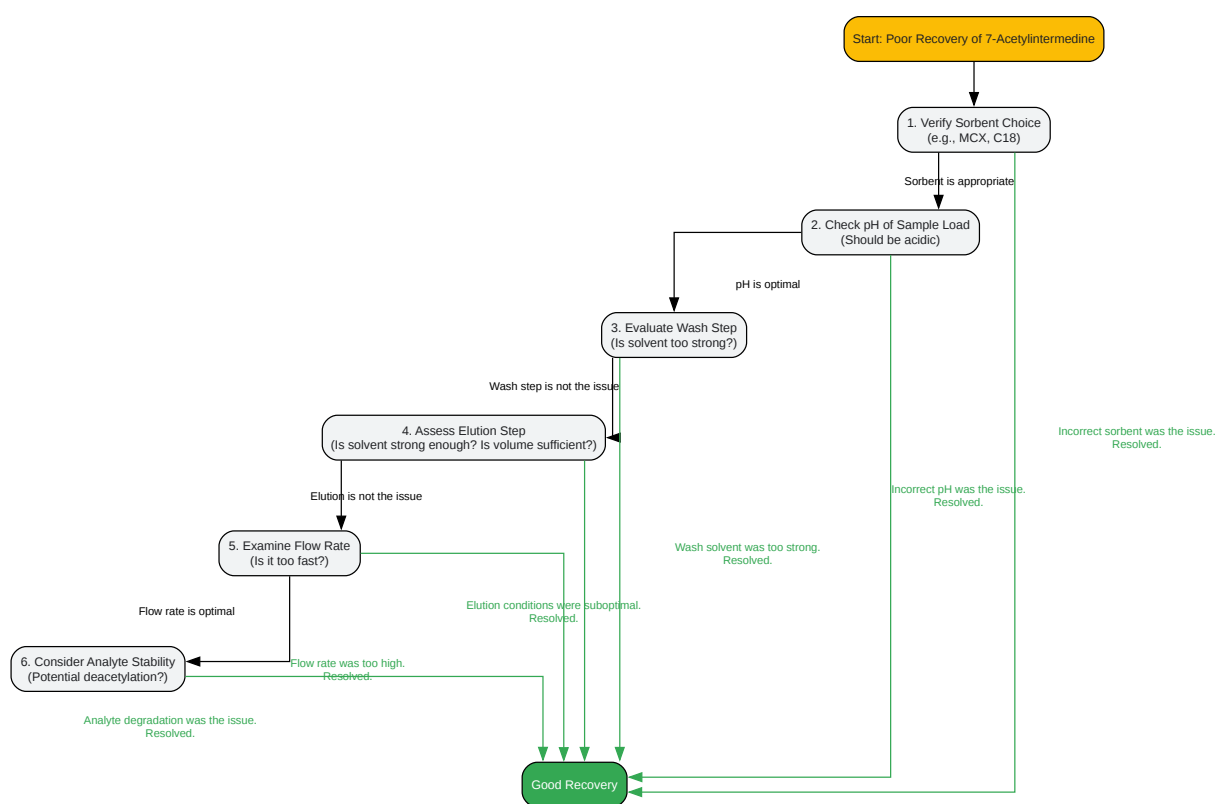 Start: Poor Recovery of 7-Acetylintermedine
1. Verify Sorbent Choice
(e.g., MCX, C18)
Sorbent is appropriate
2. Check pH of Sample Load
(Should be acidic)
pH is optimal
3. Evaluate Wash Step
(Is solvent too strong?)
Wash step is not the issue
4. Assess Elution Step
(Is solvent strong enough? Is volume sufficient?)
Incorrect sorbent was the issue.
Resolved.
Elution is not the issue
Incorrect pH was the issue.
Resolved.
5. Examine Flow Rate
(Is it too fast?)
Wash solvent was too strong.
Resolved.
Flow rate is optimal
Elution conditions were suboptimal.
Resolved.
6. Consider Analyte Stability
(Potential deacetylation?)
Flow rate was too high.
Resolved.
Analyte degradation was the issue.
Resolved.
Good Recovery